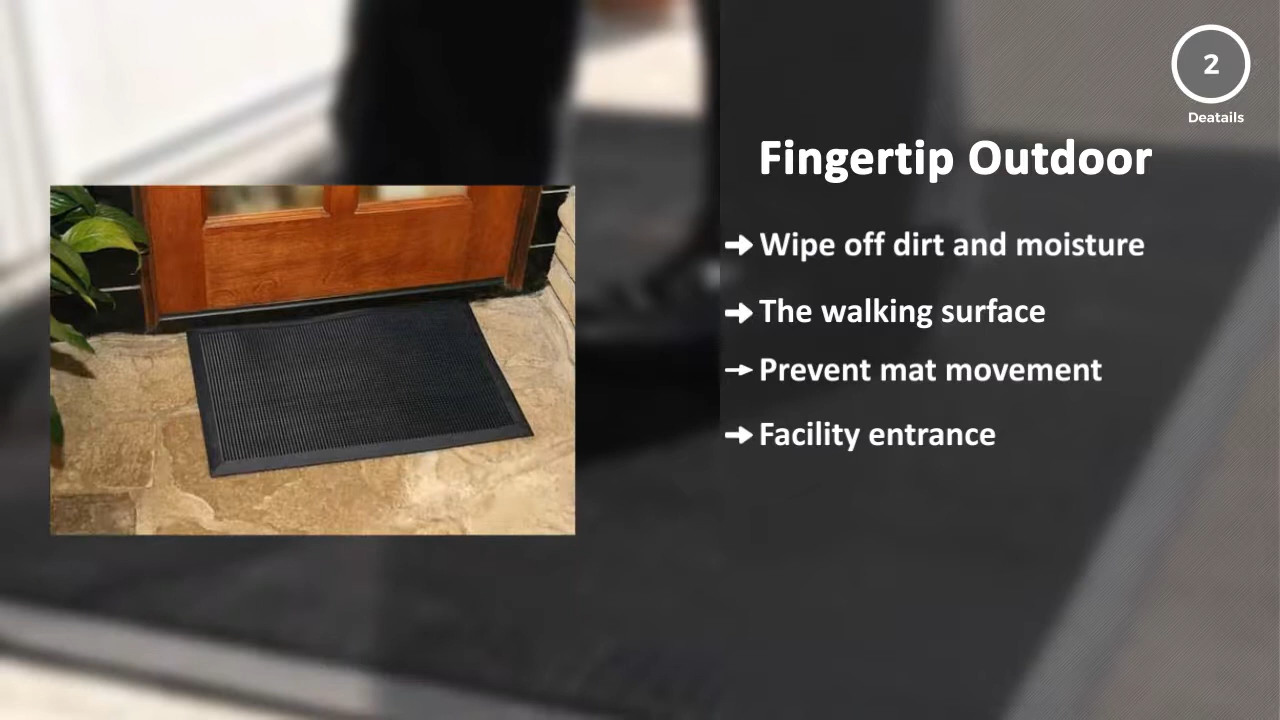 2
Deatails
Fingertip Outdoor
Wipe off dirt and moisture
The walking surface
Prevent mat movement
Facility entrance